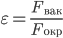 ε = F_вак / F_окр